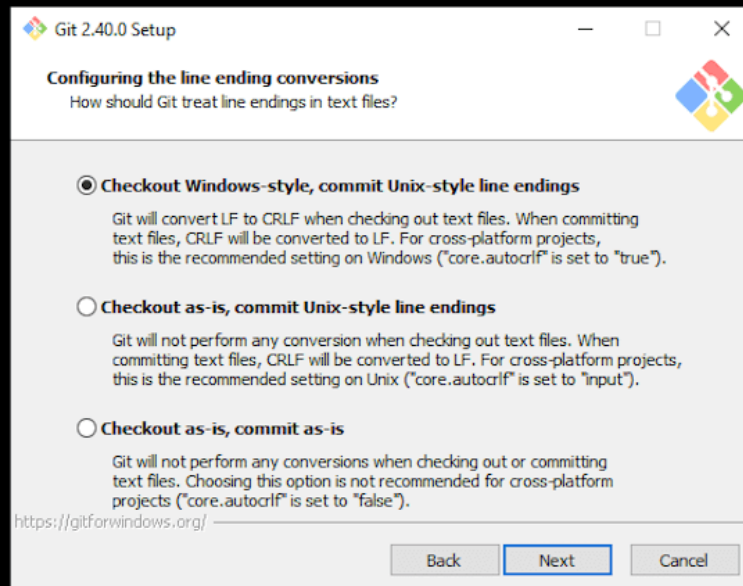 Git 2.40.0 Setup
Configuring the line ending conversions
How should Git treat line endings in text files?
Checkout Windows-style, commit Unix-style line endings
Git will convert LF to CRLF when checking out text files. When committing
text files, CRLF will be converted to LF. For cross-platform projects,
this is the recommended setting on Windows ("core.autocrlf" is set to "true").
Checkout as-is, commit Unix-style line endings
Git will not perform any conversion when checking out text files. When
committing text files, CRLF will be converted to LF. For cross-platform projects,
this is the recommended setting on Unix ("core.autocrlf" is set to "input").
Checkout as-is, commit as-is
Git will not perform any conversions when checking out or committing
text files. Choosing this option is not recommended for cross-platform
projects ("core.autocrlf" is set to "false").
https://gitforwindows.org/
Back Next Cancel